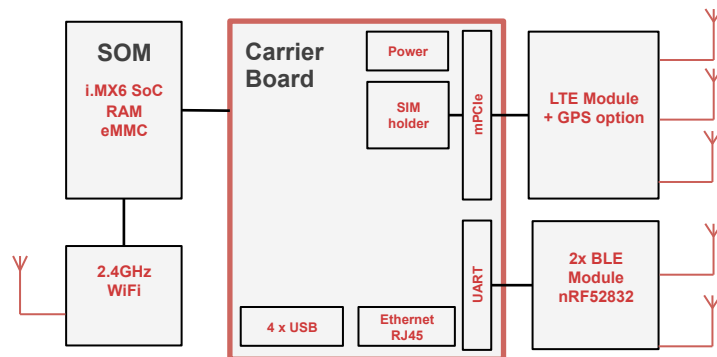 SOM
i.MX6 SoC
RAM
eMMC
2.4GHz
WiFi
Carrier
Board
Power
SIM
holder
mPCIe
UART
4 x USB
Ethernet
RJ45
LTE Module
+ GPS option
2x BLE
Module
nRF52832